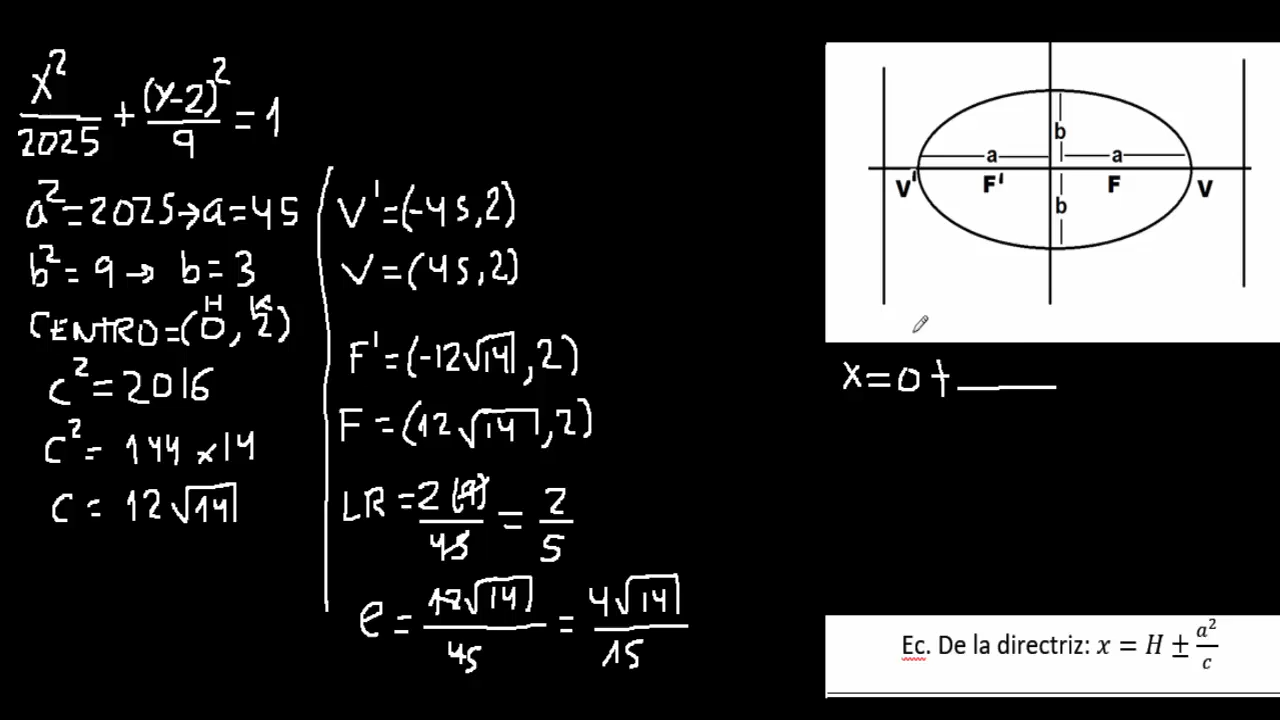 x²/2025 + (y-2)²/9 = 1
a² = 2025 → a = 45
b² = 9 → b = 3
H K
CENTRO = (0, 2)
c² = 2016
c² = 144 x 14
c = 12√14
V' = (-45, 2)
V = (45, 2)
F' = (-12√14, 2)
F = (12√14, 2)
LR = 2(9)/45 = 2/5
e = 12√14/45 = 4√14/15
b
a a
V' F' F V
b
x = 0 +
Ec. De la directriz: x = H ± a²/c